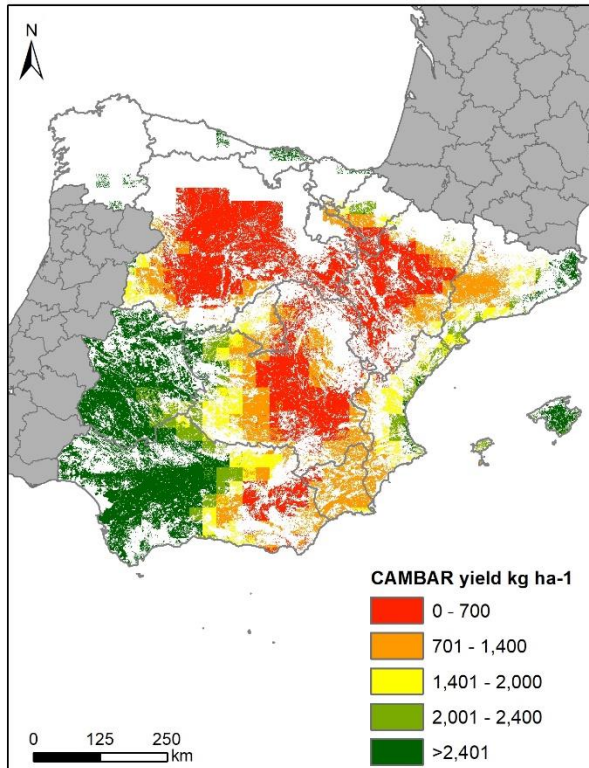 N
CAMBAR yield kg ha-1
0 - 700
701 - 1,400
1,401 - 2,000
2,001 - 2,400
>2,401
0 125 250
km